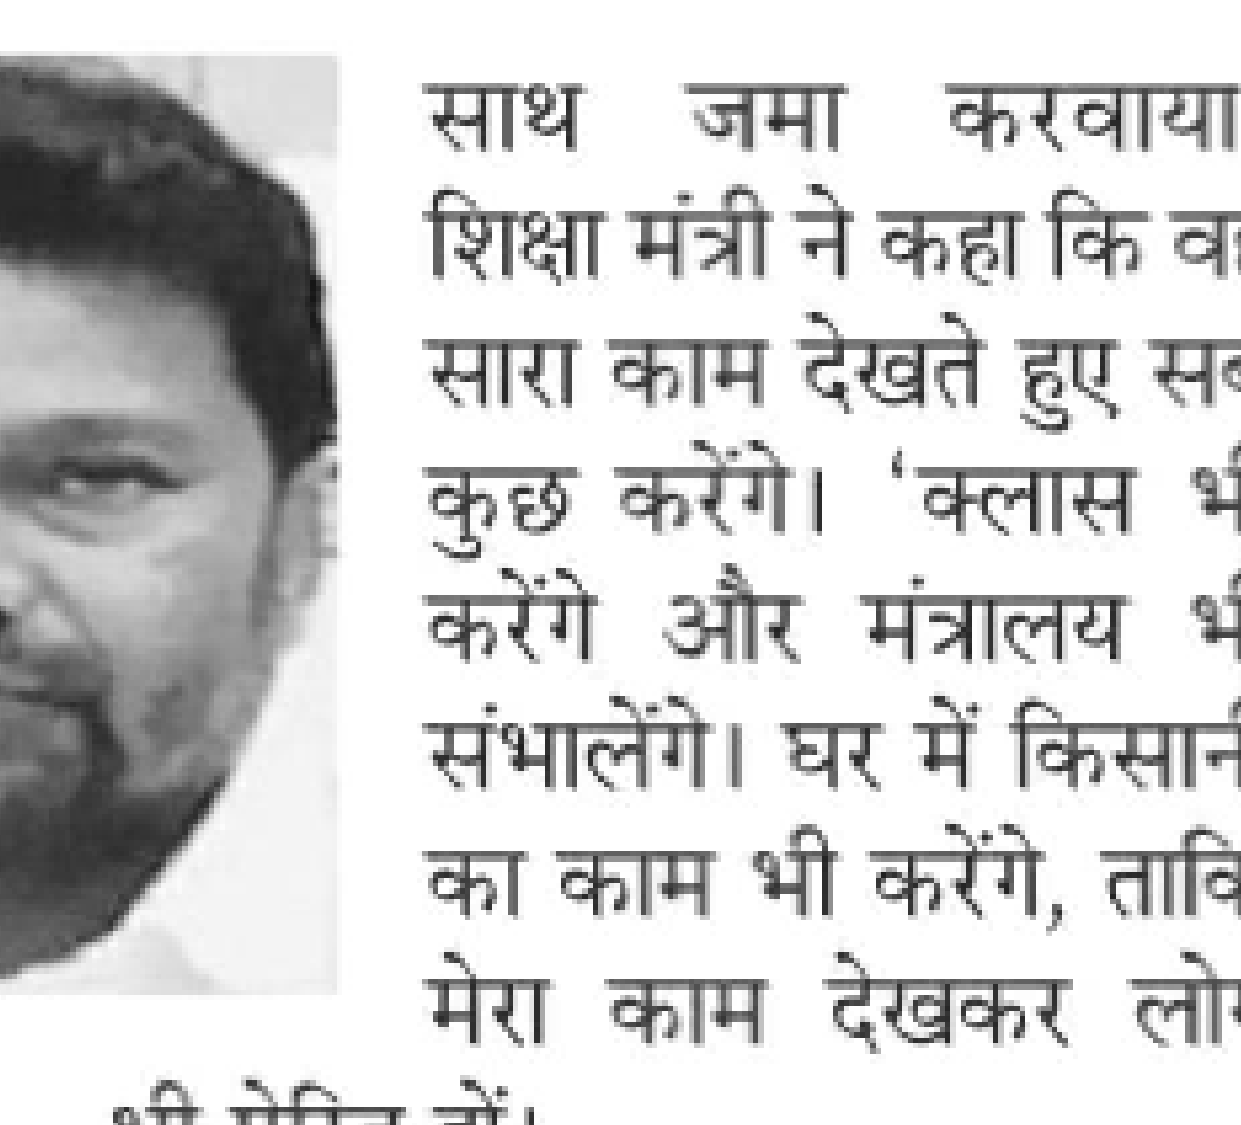 साथ जमा करवाया
शिक्षा मंत्री ने कहा कि
सारा काम देखते हुए
कुछ करेंगे। ‘क्लास
करेंगे और मंत्रालय
संभालेंगे। घर में
का काम भी करेंगे,
मेरा काम देखकर